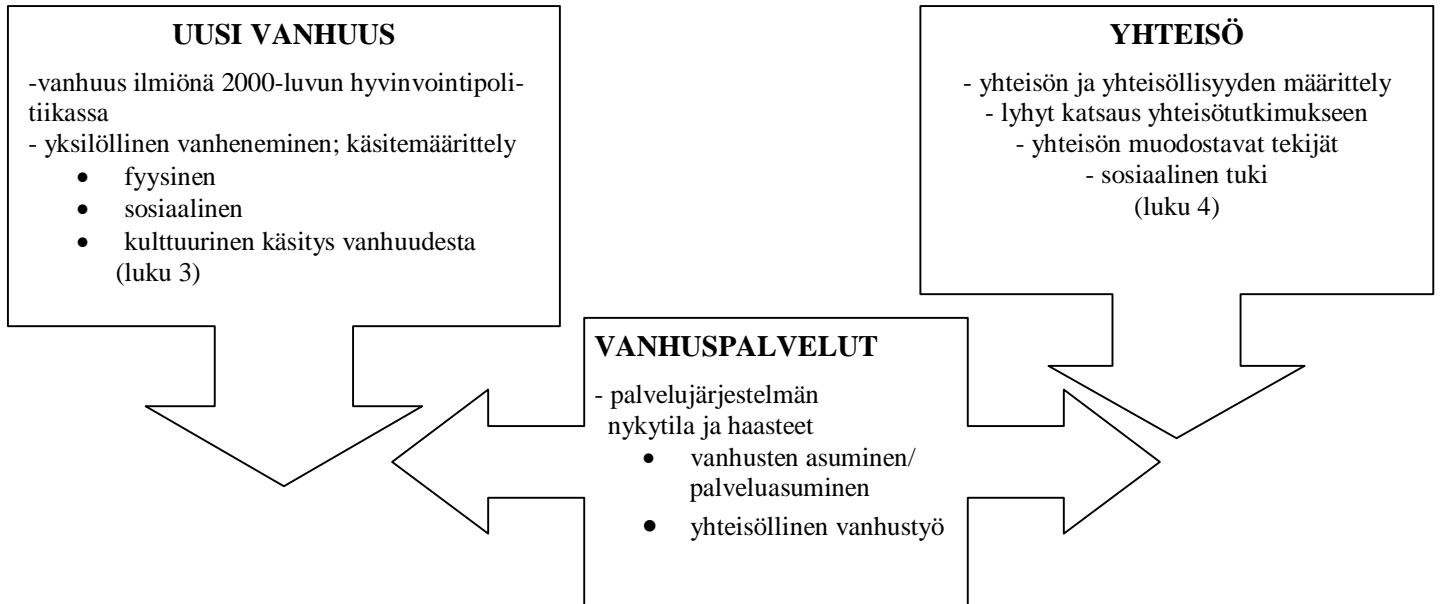 UUSI VANHUUS
-vanhuus ilmiönä 2000-luvun hyvinvointipoli-
tiikassa
- yksilöllinen vanheneminen; käsitemäärittely
• fyysinen
• sosiaalinen
• kulttuurinen käsitys vanhuudesta
(luku 3)
YHTEISÖ
- yhteisön ja yhteisöllisyyden määrittely
- lyhyt katsaus yhteisötutkimukseen
- yhteisön muodostavat tekijät
- sosiaalinen tuki
(luku 4)
VANHUSPALVELUT
- palvelujärjestelmän
nykytila ja haasteet
• vanhusten asuminen/
palveluasuminen
• yhteisöllinen vanhustyö